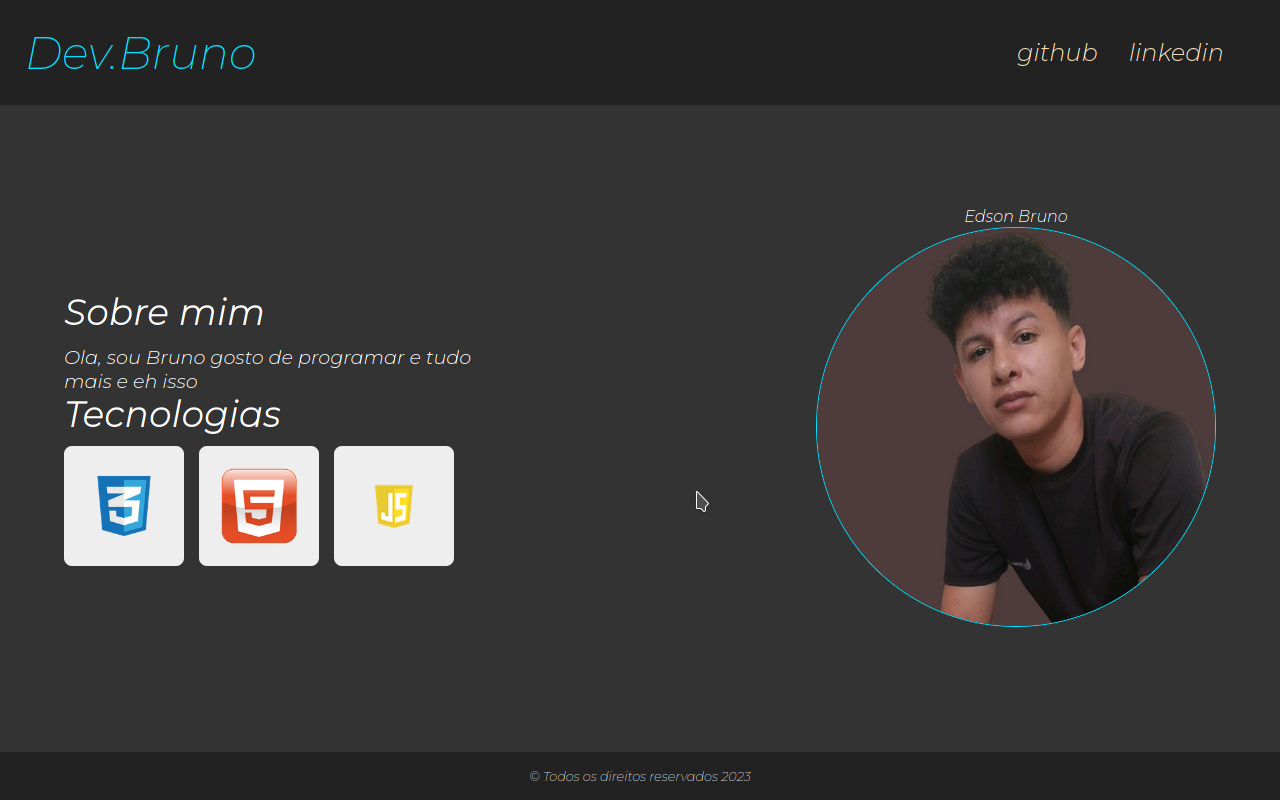 Dev.Bruno
github linkedin
Edson Bruno
Sobre mim
Ola, sou Bruno gosto de programar e tudo
mais e eh isso
Tecnologias
3 5 JS
© Todos os direitos reservados 2023